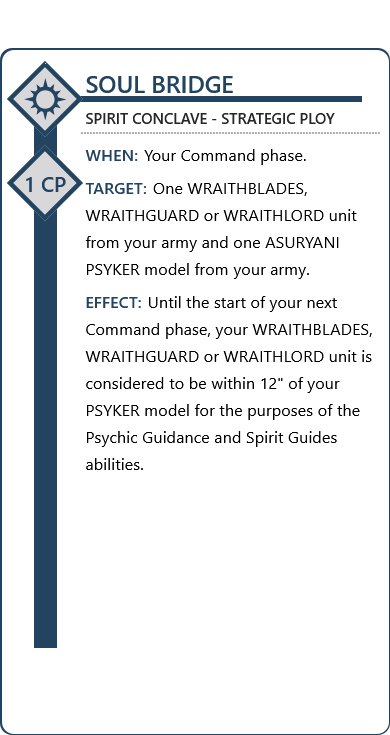 SOUL BRIDGE
SPIRIT CONCLAVE - STRATEGIC PLOY
1 CP
WHEN: Your Command phase.
TARGET: One WRAITHBLADES,
WRAITHGUARD or WRAITHLORD unit
from your army and one ASURYANI
PSYKER model from your army.
EFFECT: Until the start of your next
Command phase, your WRAITHBLADES,
WRAITHGUARD or WRAITHLORD unit is
considered to be within 12" of your
PSYKER model for the purposes of the
Psychic Guidance and Spirit Guides
abilities.